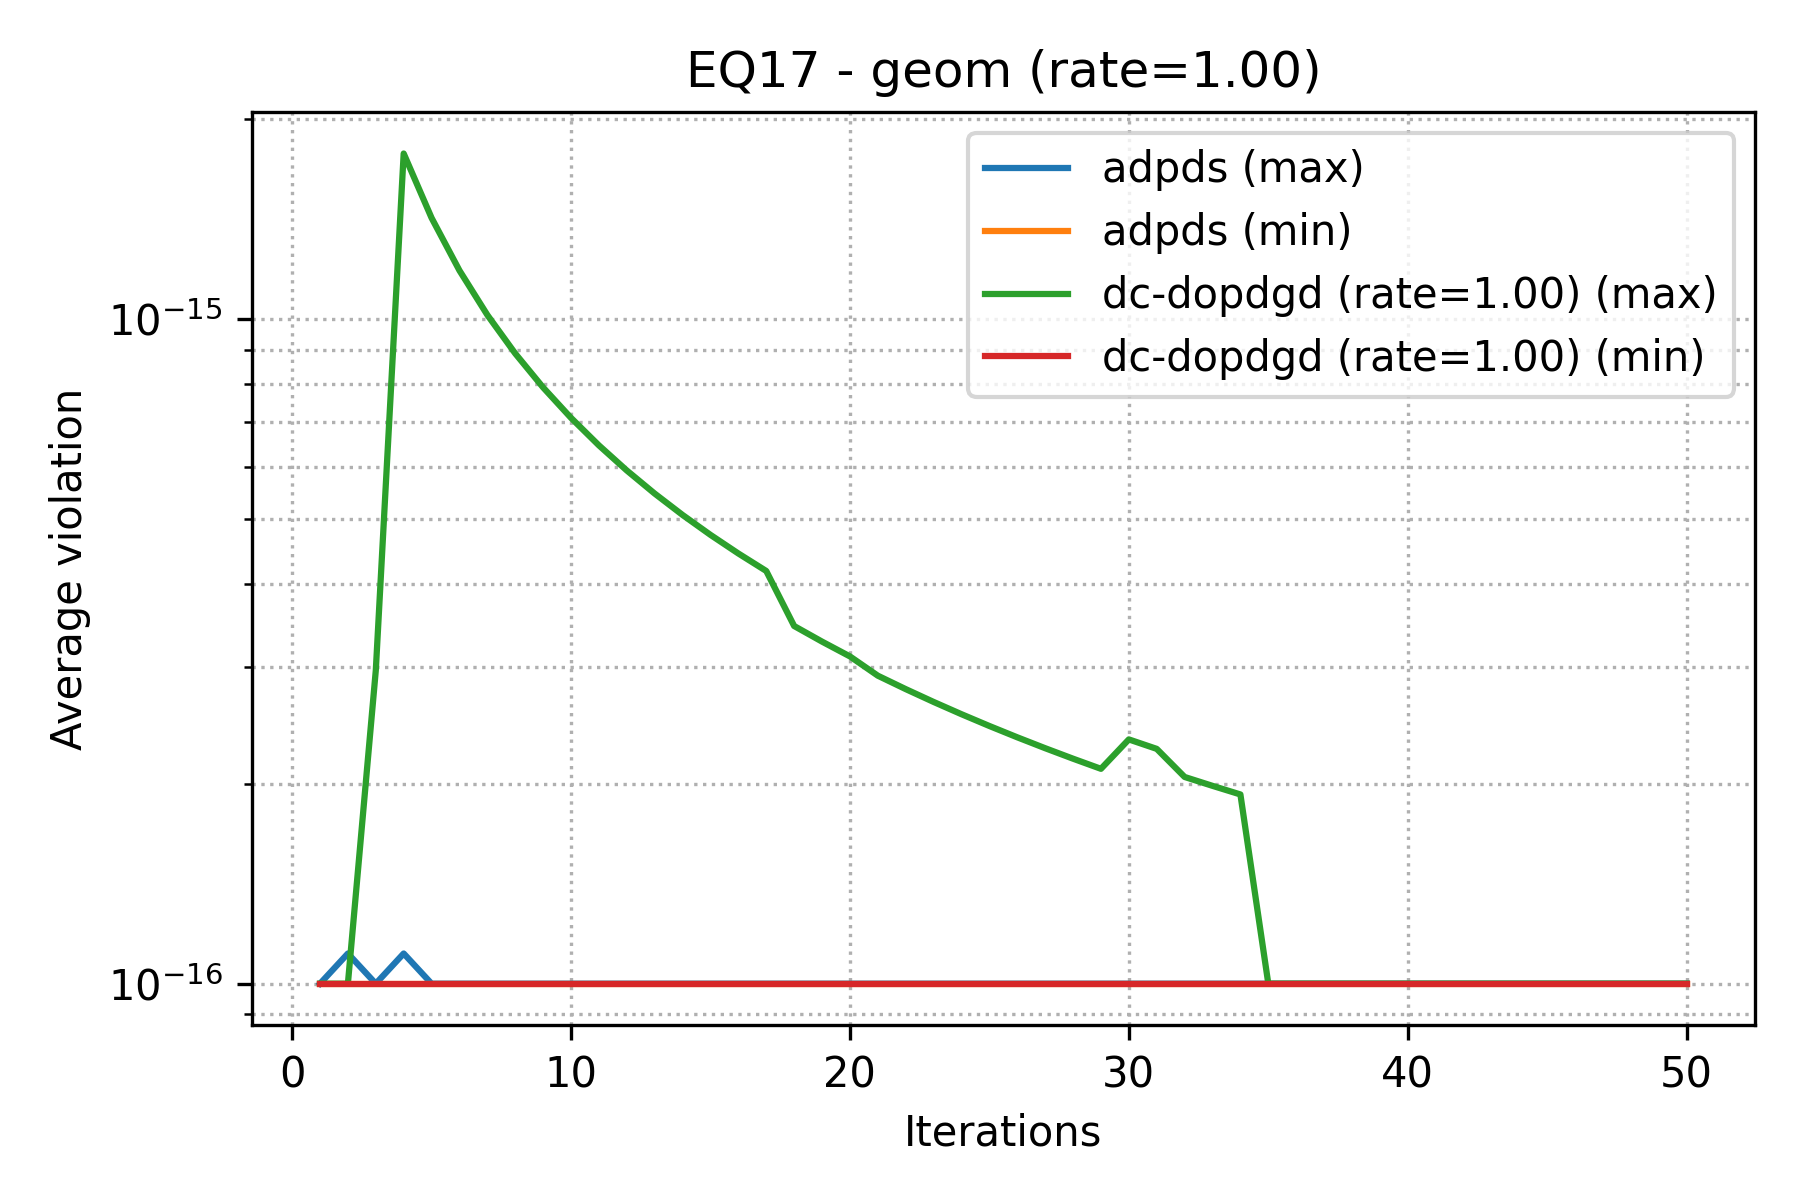 EQ17 - geom (rate=1.00)
adpds (max)
adpds (min)
dc-dopdgd (rate=1.00) (max)
dc-dopdgd (rate=1.00) (min)
Average violation
10⁻¹⁵
10⁻¹⁶
0 10 20 30 40 50
Iterations